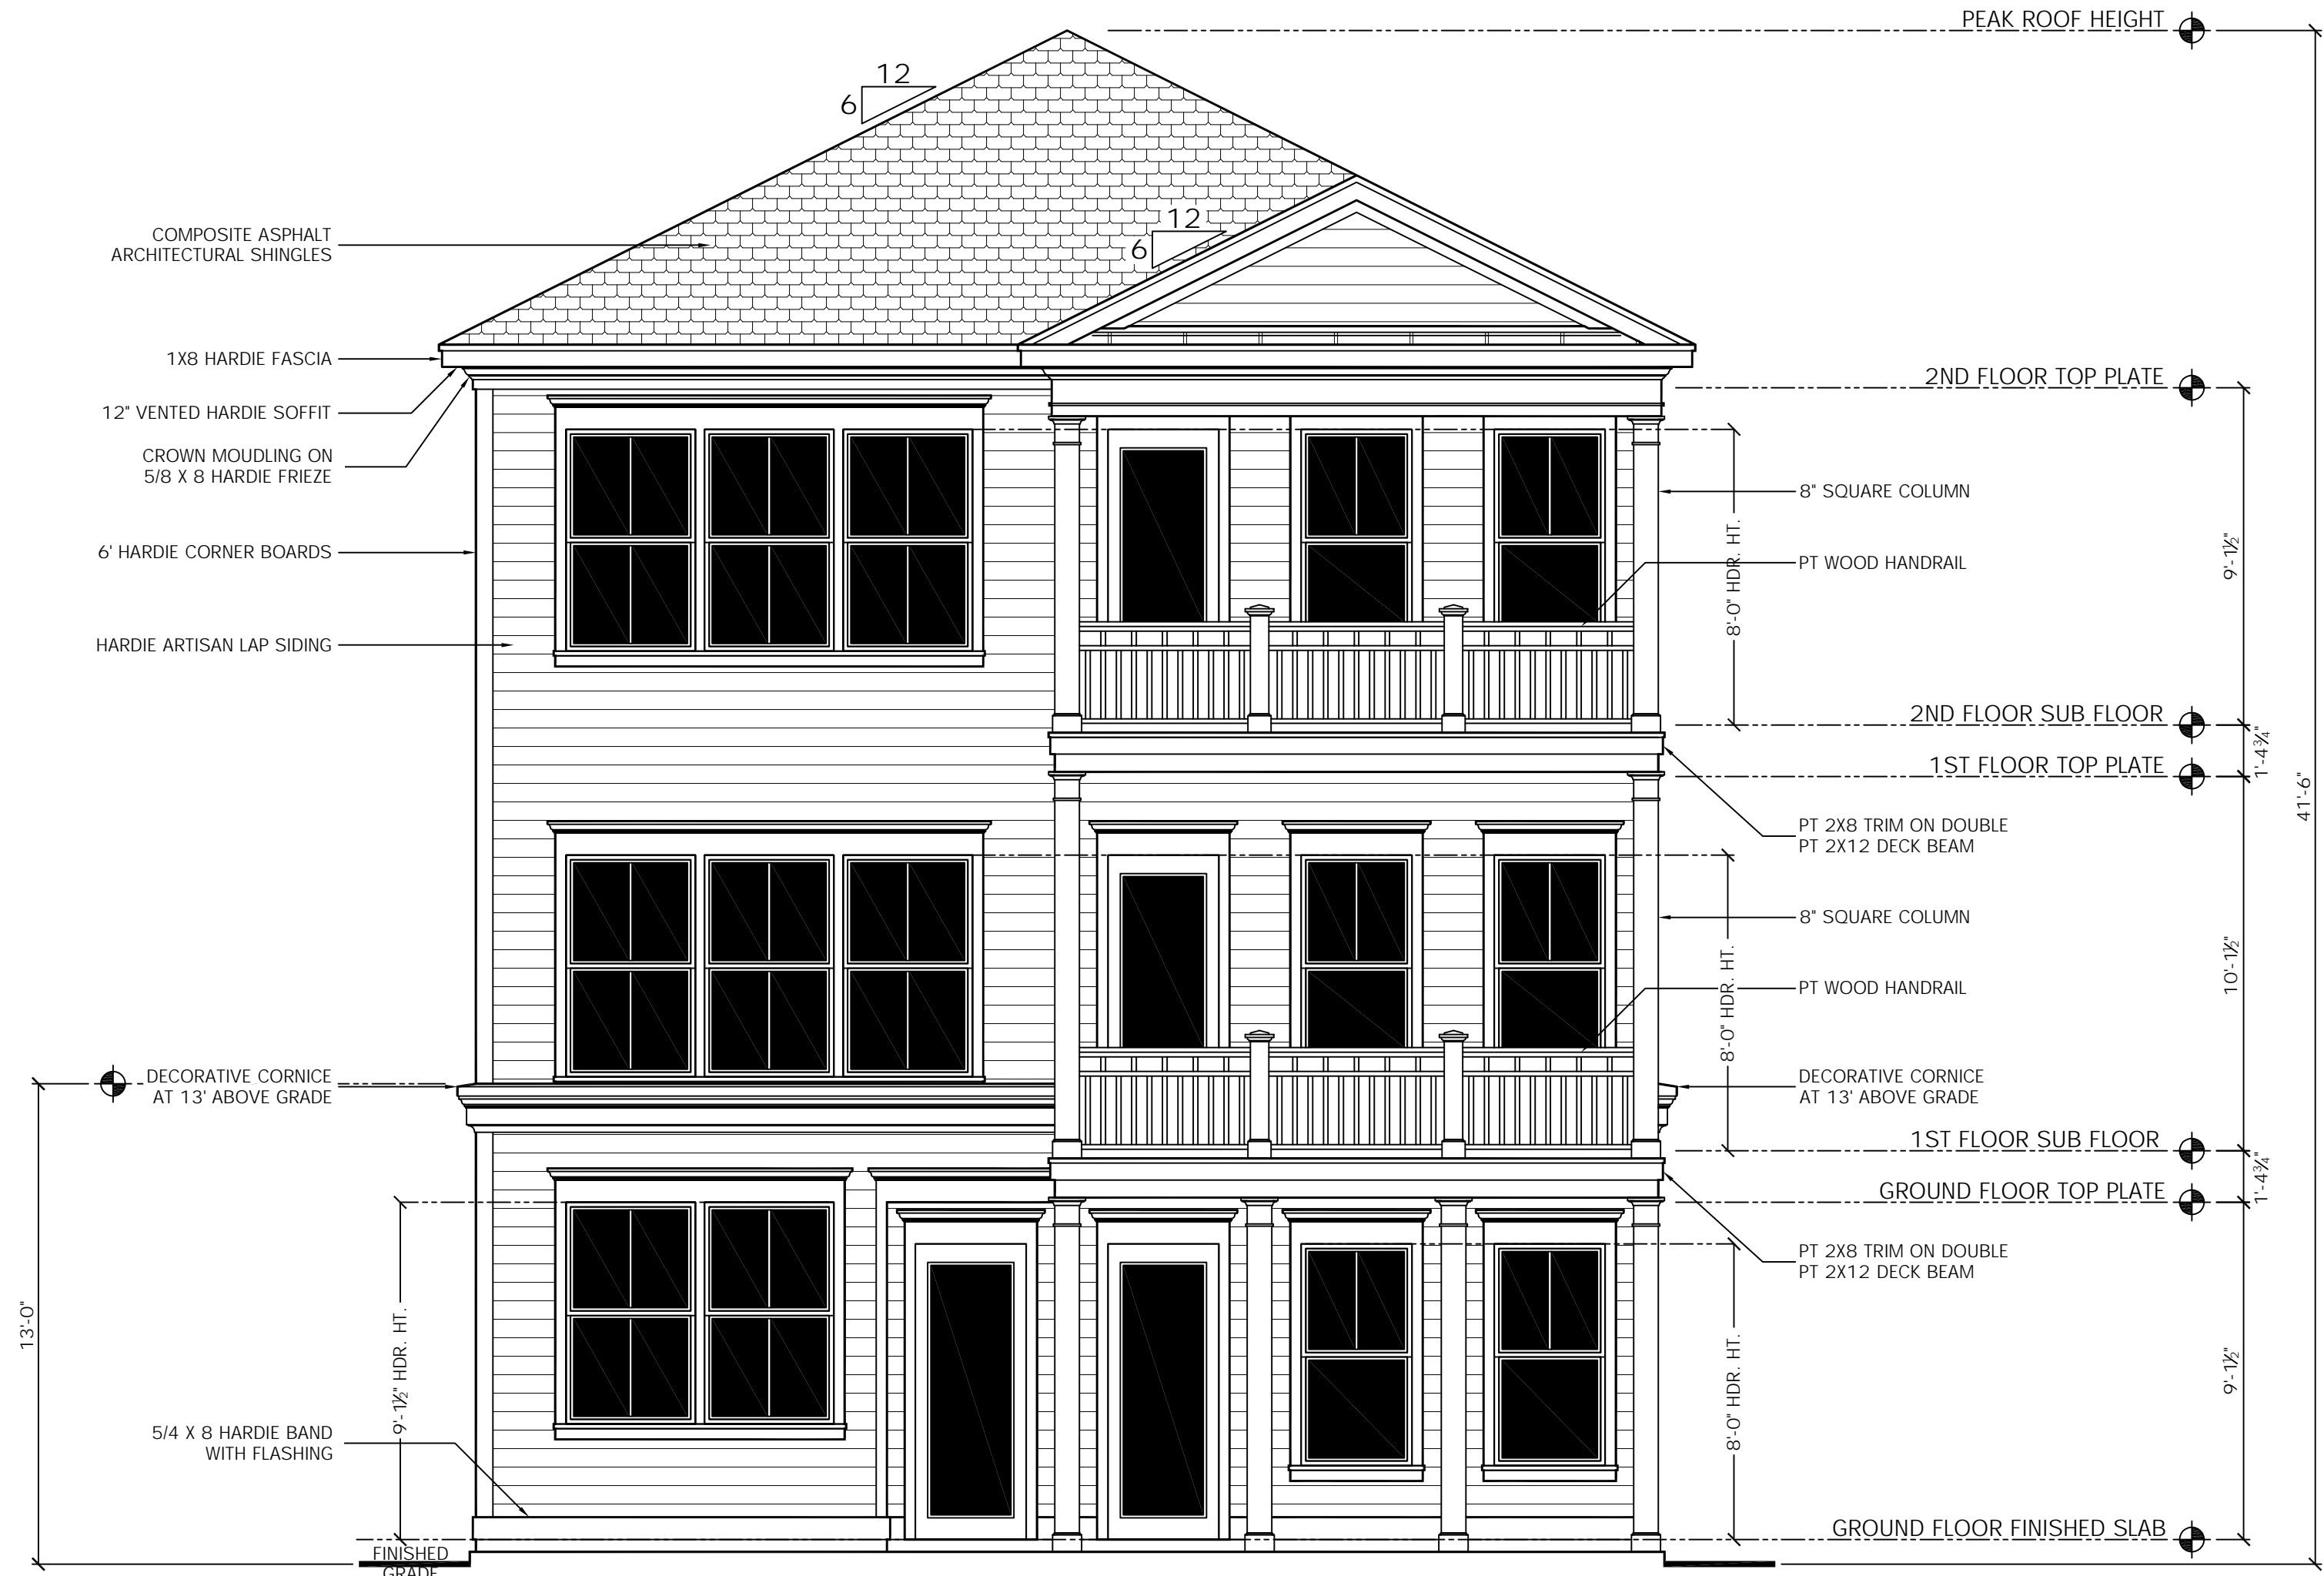 PEAK ROOF HEIGHT
12
6
12
6
COMPOSITE ASPHALT
ARCHITECTURAL SHINGLES
1X8 HARDIE FASCIA
12" VENTED HARDIE SOFFIT
CROWN MOUDLING ON
5/8 X 8 HARDIE FRIEZE
6' HARDIE CORNER BOARDS
HARDIE ARTISAN LAP SIDING
DECORATIVE CORNICE
AT 13' ABOVE GRADE
13'-0"
9'-1½" HDR. HT.
5/4 X 8 HARDIE BAND
WITH FLASHING
FINISHED
GRADE
2ND FLOOR TOP PLATE
8" SQUARE COLUMN
PT WOOD HANDRAIL
8'-0" HDR. HT.
9'-1½"
2ND FLOOR SUB FLOOR
1'-4¾"
1ST FLOOR TOP PLATE
41'-6"
PT 2X8 TRIM ON DOUBLE
PT 2X12 DECK BEAM
8" SQUARE COLUMN
PT WOOD HANDRAIL
8'-0" HDR. HT.
10'-1½"
DECORATIVE CORNICE
AT 13' ABOVE GRADE
1ST FLOOR SUB FLOOR
1'-4¾"
GROUND FLOOR TOP PLATE
PT 2X8 TRIM ON DOUBLE
PT 2X12 DECK BEAM
8'-0" HDR. HT.
9'-1½"
GROUND FLOOR FINISHED SLAB